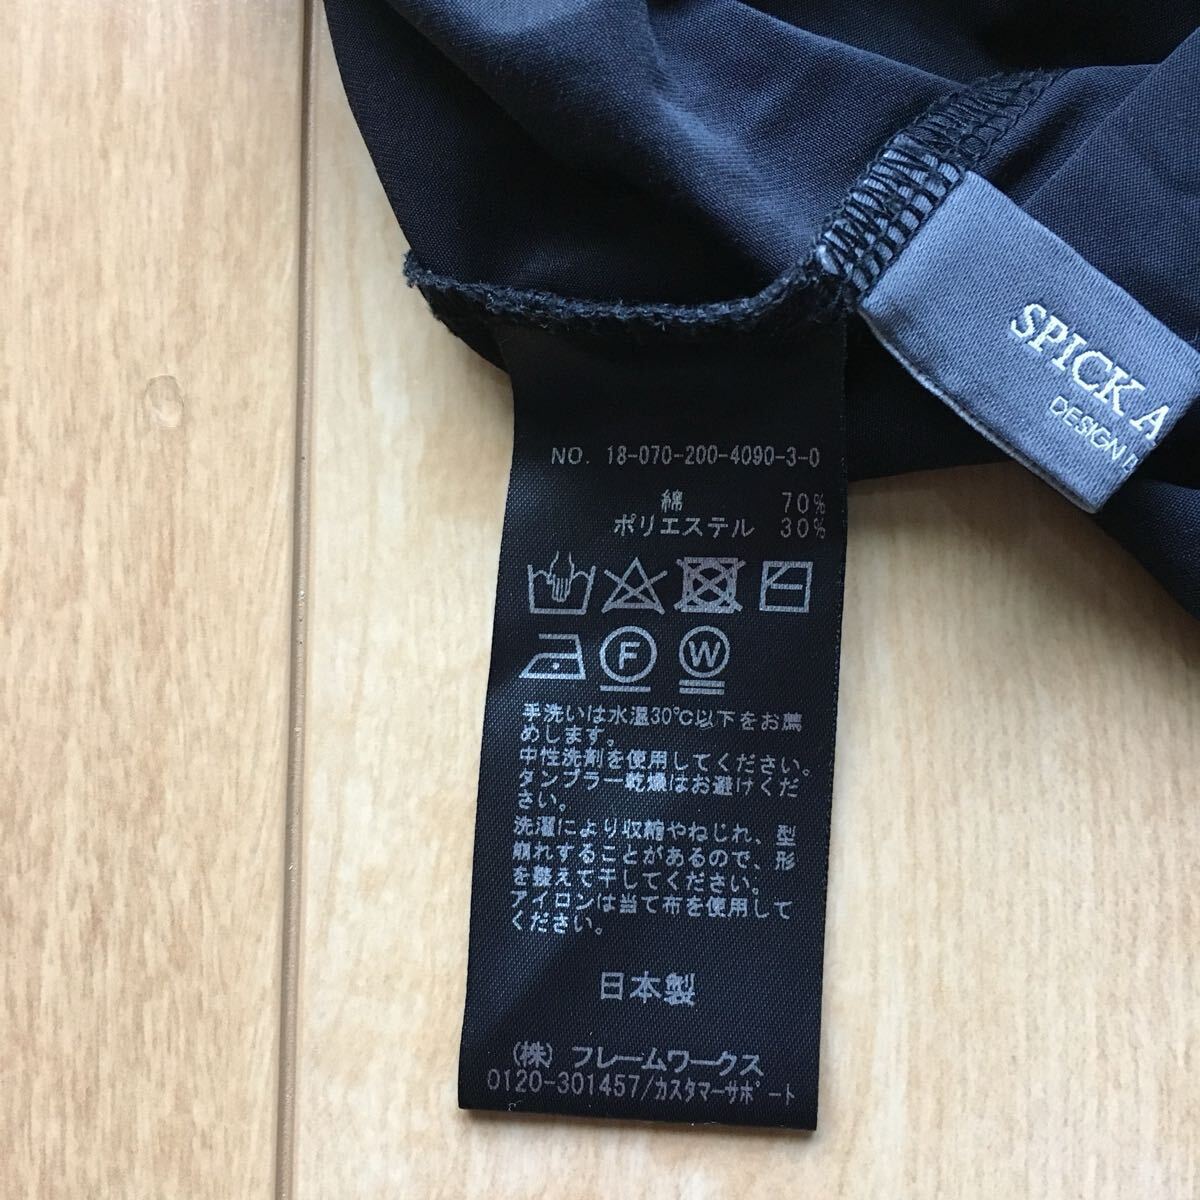 SPICK A
DESIGN
NO. 18-070-200-4090-3-0
綿 70%
ポリエステル 30%
F W
手洗いは水温30℃以下をお薦
めします。
中性洗剤を使用してください。
タンブラー乾燥はお避けくだ
さい。
洗濯により収縮やねじれ、型
崩れすることがあるので、形
を整えて干してください。
アイロンは当て布を使用して
ください。
日本製
(株) フレームワークス
0120-301457/カスタマーサポート